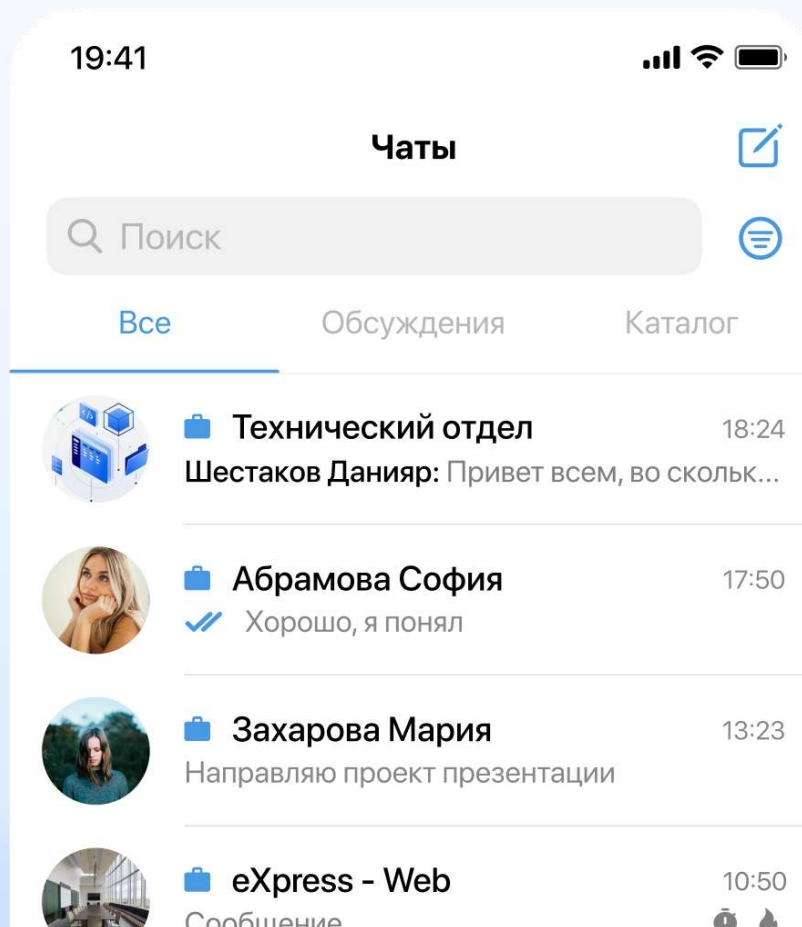 19:41
Чаты
Поиск
Все Обсуждения Каталог
Технический отдел 18:24
Шестаков Данияр: Привет всем, во скольк...
Абрамова София 17:50
Хорошо, я понял
Захарова Мария 13:23
Направляю проект презентации
eXpress - Web 10:50
Сообщение